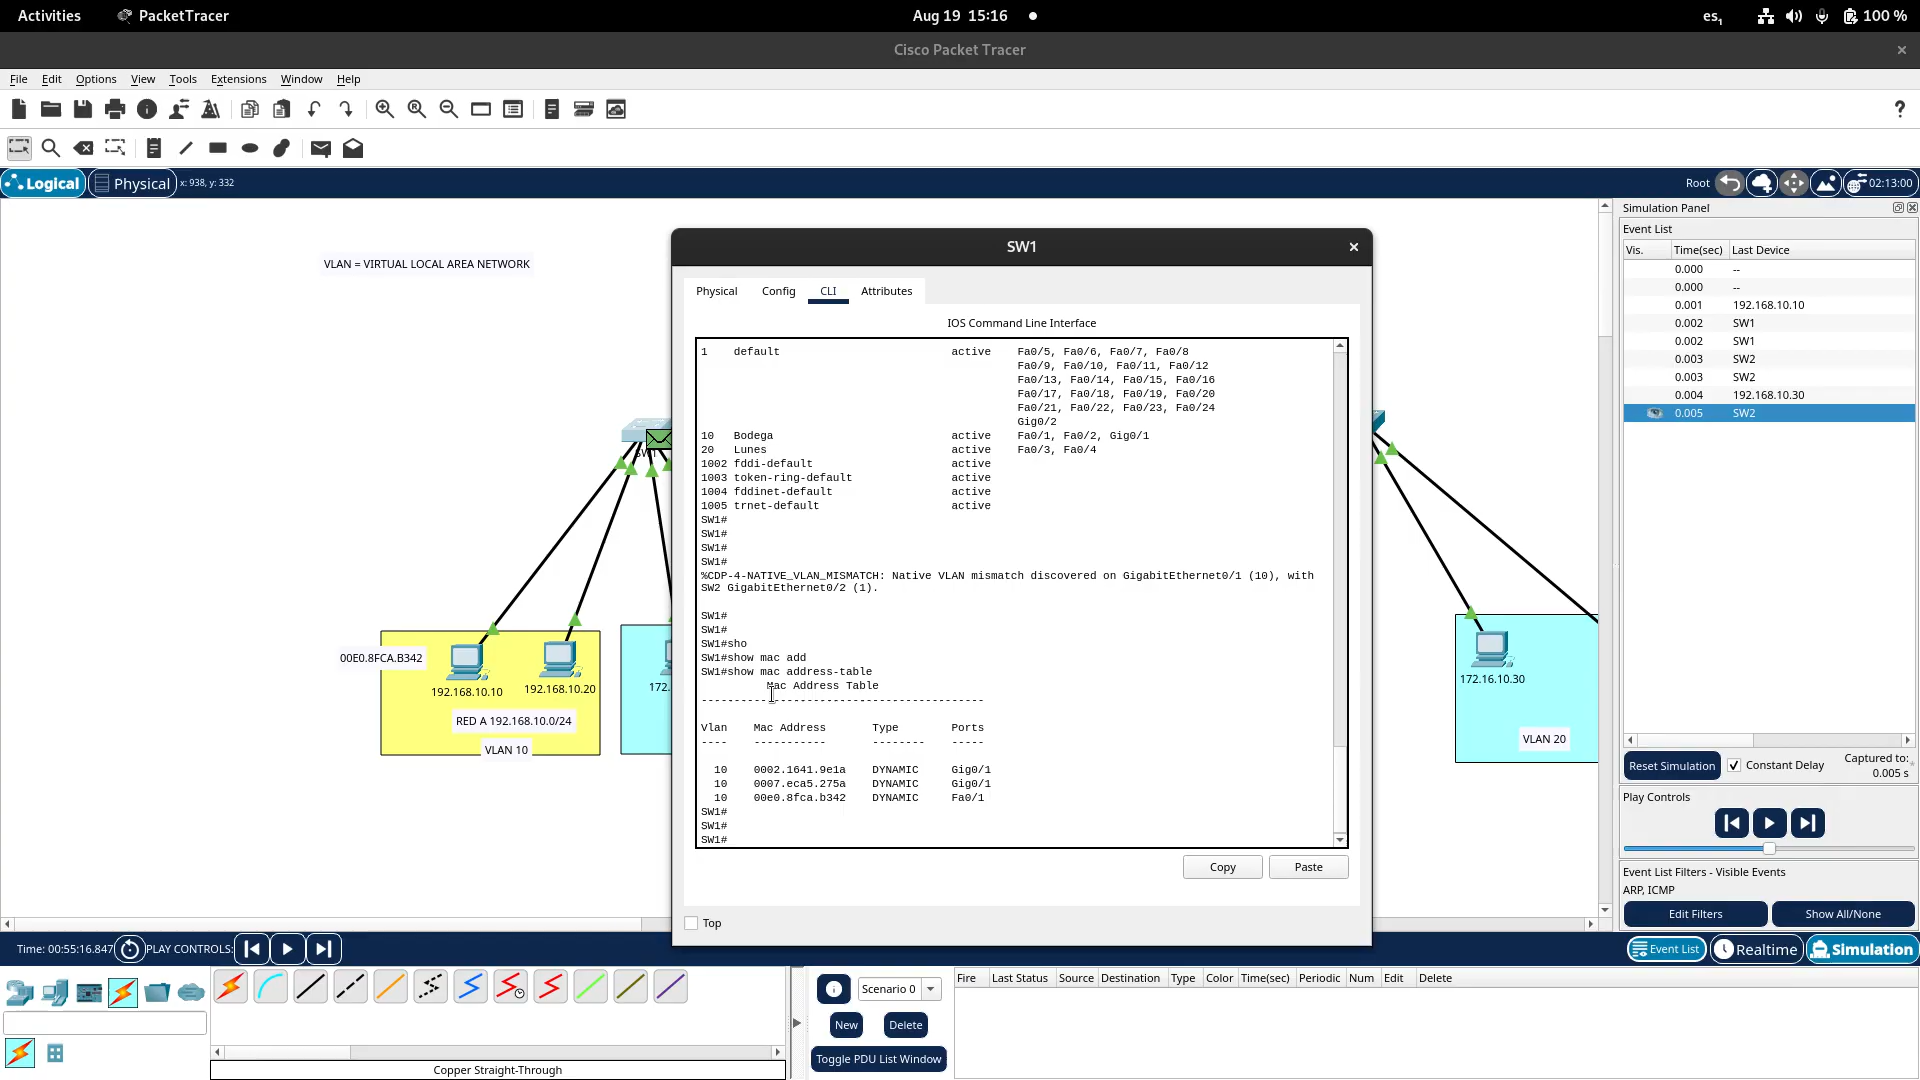 Activities PacketTracer Aug 19 15:16 es1 100 %
Cisco Packet Tracer
File Edit Options View Tools Extensions Window Help
Logical Physical x: 938, y: 332 Root 02:13:00
Simulation Panel
Event List
Vis. Time(sec) Last Device
0.000 --
0.000 --
0.001 192.168.10.10
0.002 SW1
0.002 SW1
0.003 SW2
0.003 SW2
0.004 192.168.10.30
0.005 SW2
Reset Simulation Constant Delay Captured to:
0.005 s
Play Controls
Event List Filters - Visible Events
ARP, ICMP
Edit Filters Show All/None
VLAN = VIRTUAL LOCAL AREA NETWORK
00E0.8FCA.B342
192.168.10.10 192.168.10.20
RED A 192.168.10.0/24
VLAN 10
172.
172.16.10.30
VLAN 20
SW1
Physical Config CLI Attributes
IOS Command Line Interface
1 default active Fa0/5, Fa0/6, Fa0/7, Fa0/8
Fa0/9, Fa0/10, Fa0/11, Fa0/12
Fa0/13, Fa0/14, Fa0/15, Fa0/16
Fa0/17, Fa0/18, Fa0/19, Fa0/20
Fa0/21, Fa0/22, Fa0/23, Fa0/24
Gig0/2
10 Bodega active Fa0/1, Fa0/2, Gig0/1
20 Lunes active Fa0/3, Fa0/4
1002 fddi-default active
1003 token-ring-default active
1004 fddinet-default active
1005 trnet-default active
SW1#
SW1#
SW1#
SW1#
%CDP-4-NATIVE_VLAN_MISMATCH: Native VLAN mismatch discovered on GigabitEthernet0/1 (10), with
SW2 GigabitEthernet0/2 (1).
SW1#
SW1#
SW1#sho
SW1#show mac add
SW1#show mac address-table
Mac Address Table
-------------------------------------------
Vlan Mac Address Type Ports
---- ----------- -------- -----
10 0002.1641.9e1a DYNAMIC Gig0/1
10 0007.eca5.275a DYNAMIC Gig0/1
10 00e0.8fca.b342 DYNAMIC Fa0/1
SW1#
SW1#
SW1#
Copy Paste
Top
Time: 00:55:16.847 PLAY CONTROLS: Event List Realtime Simulation
Scenario 0
New Delete
Toggle PDU List Window
Fire Last Status Source Destination Type Color Time(sec) Periodic Num Edit Delete
Copper Straight-Through